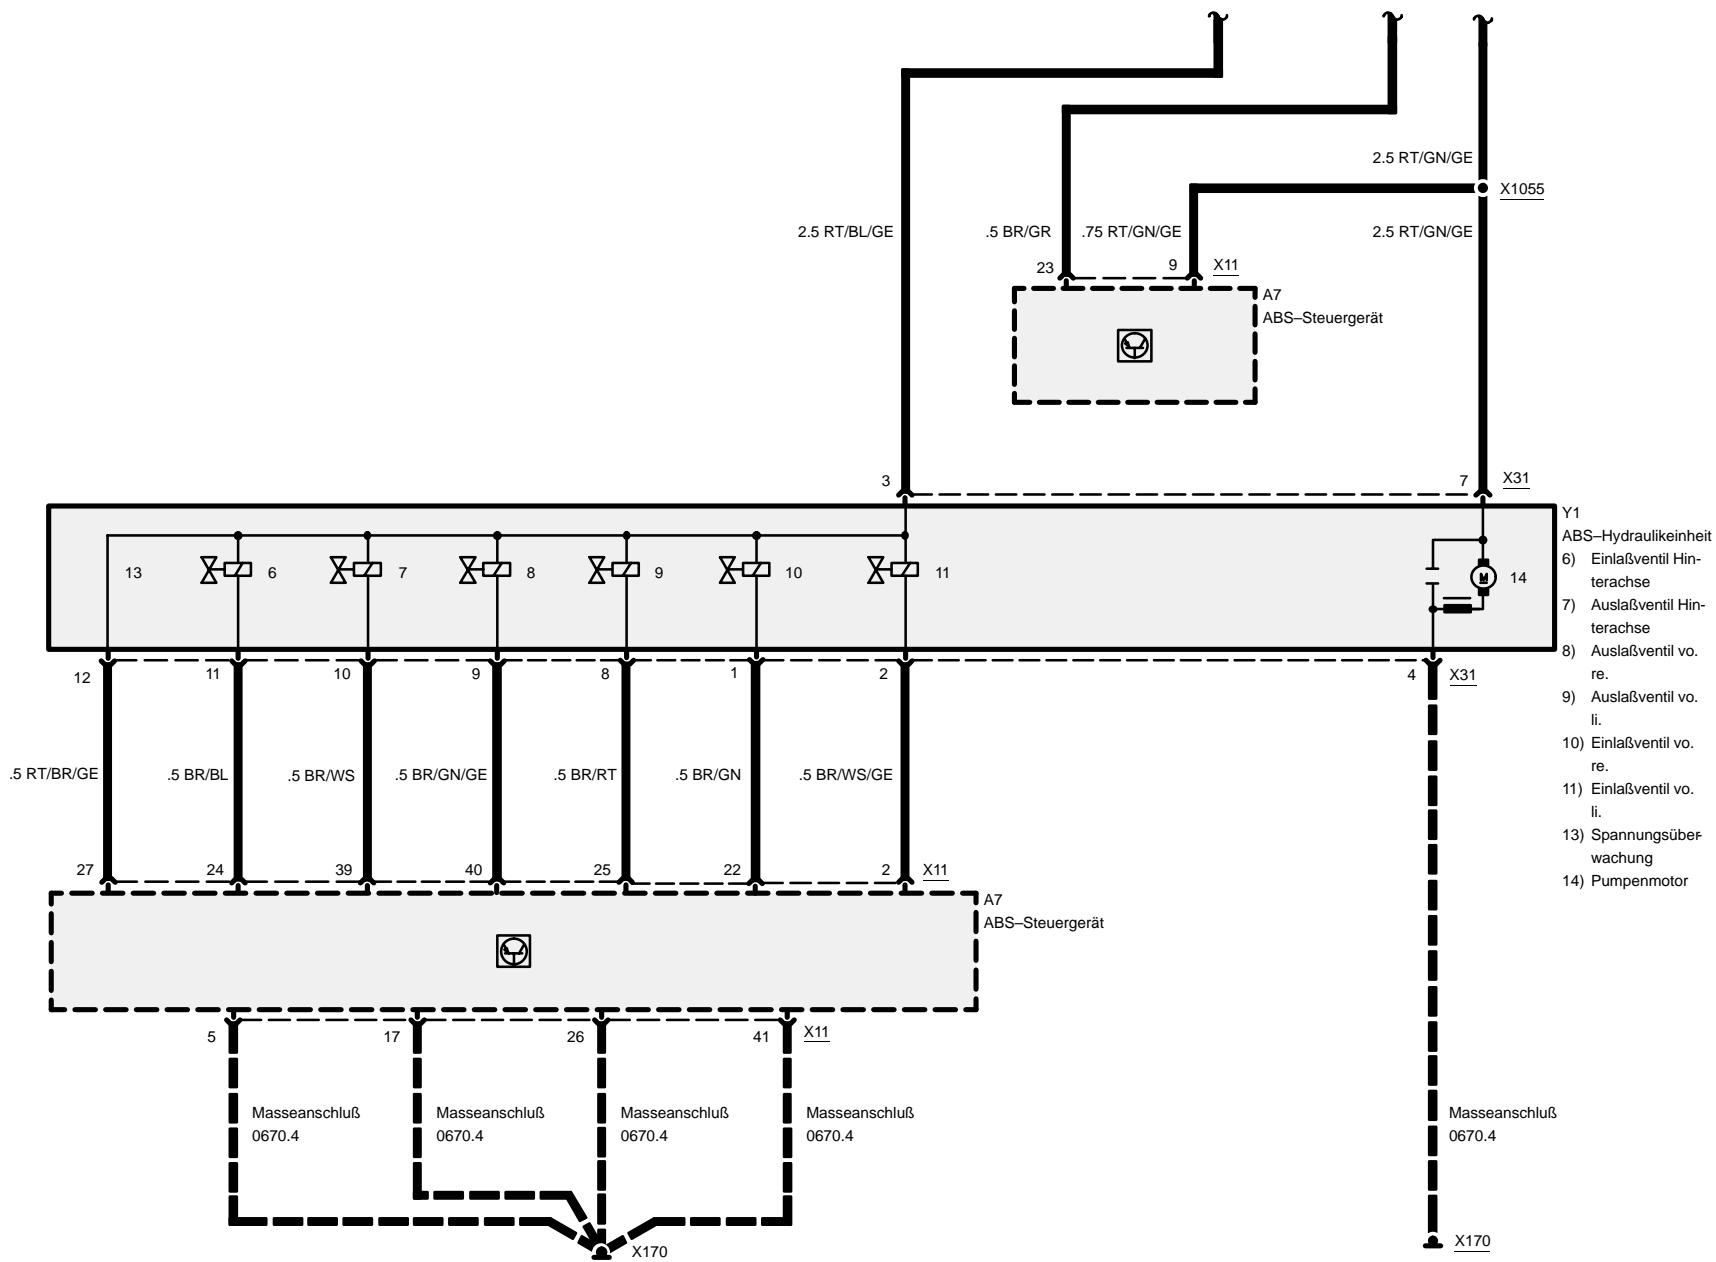 2.5 RT/GN/GE
X1055
2.5 RT/BL/GE
.5 BR/GR
.75 RT/GN/GE
2.5 RT/GN/GE
23
9
X11
A7
ABS–Steuergerät
3
7
X31
Y1
ABS–Hydraulikeinheit
6) Einlaßventil Hin-
terachse
7) Auslaßventil Hin-
terachse
8) Auslaßventil vo.
re.
9) Auslaßventil vo.
li.
10) Einlaßventil vo.
re.
11) Einlaßventil vo.
li.
13) Spannungsüber-
wachung
14) Pumpenmotor
13
6
7
8
9
10
11
M
14
12
11
10
9
8
1
2
4
X31
.5 RT/BR/GE
.5 BR/BL
.5 BR/WS
.5 BR/GN/GE
.5 BR/RT
.5 BR/GN
.5 BR/WS/GE
27
24
39
40
25
22
2
X11
A7
ABS–Steuergerät
5
17
26
41
X11
Masseanschluß
0670.4
Masseanschluß
0670.4
Masseanschluß
0670.4
Masseanschluß
0670.4
Masseanschluß
0670.4
X170
X170